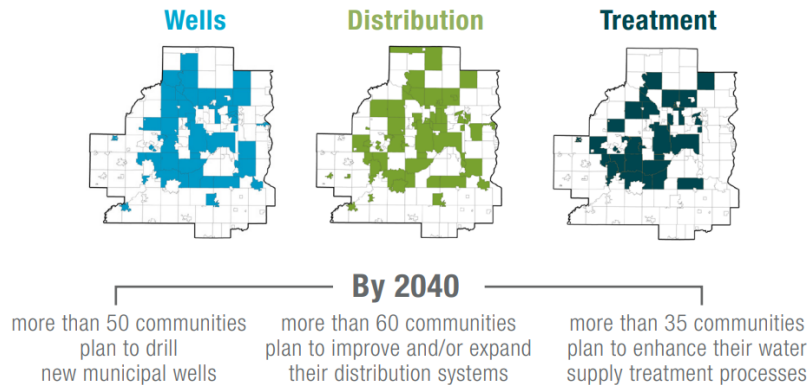 Wells
Distribution
Treatment
By 2040
more than 50 communities
plan to drill
new municipal wells
more than 60 communities
plan to improve and/or expand
their distribution systems
more than 35 communities
plan to enhance their water
supply treatment processes